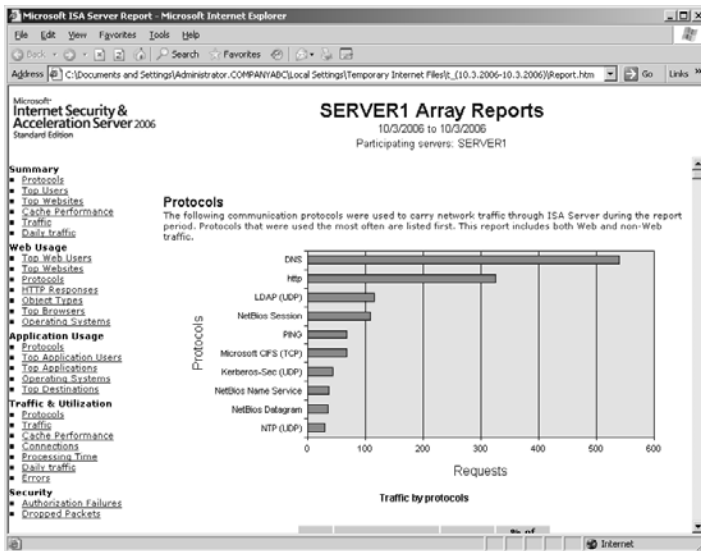 Microsoft ISA Server Report - Microsoft Internet Explorer
File Edit View Favorites Tools Help
Back Search Favorites
Address C:\Documents and Settings\Administrator.COMPANYABC\Local Settings\Temporary Internet Files\t_(10.3.2006-10.3.2006)\Report.htm Go Links
Microsoft
Internet Security &
Acceleration Server 2006
Standard Edition
Summary
Protocols
Top Users
Top Websites
Cache Performance
Traffic
Daily traffic
Web Usage
Top Web Users
Top Websites
Protocols
HTTP Responses
Object Types
Top Browsers
Operating Systems
Application Usage
Protocols
Top Application Users
Top Applications
Operating Systems
Top Destinations
Traffic & Utilization
Protocols
Traffic
Cache Performance
Connections
Processing Time
Daily traffic
Errors
Security
Authorization Failures
Dropped Packets
SERVER1 Array Reports
10/3/2006 to 10/3/2006
Participating servers: SERVER1
Protocols
The following communication protocols were used to carry network traffic through ISA Server during the report
period. Protocols that were used the most often are listed first. This report includes both Web and non-Web
traffic.
Protocols
DNS
http
LDAP (UDP)
NetBios Session
PING
Microsoft CIFS (TCP)
Kerberos-Sec (UDP)
NetBios Name Service
NetBios Datagram
NTP (UDP)
0 100 200 300 400 500 600
Requests
Traffic by protocols
% of
Internet